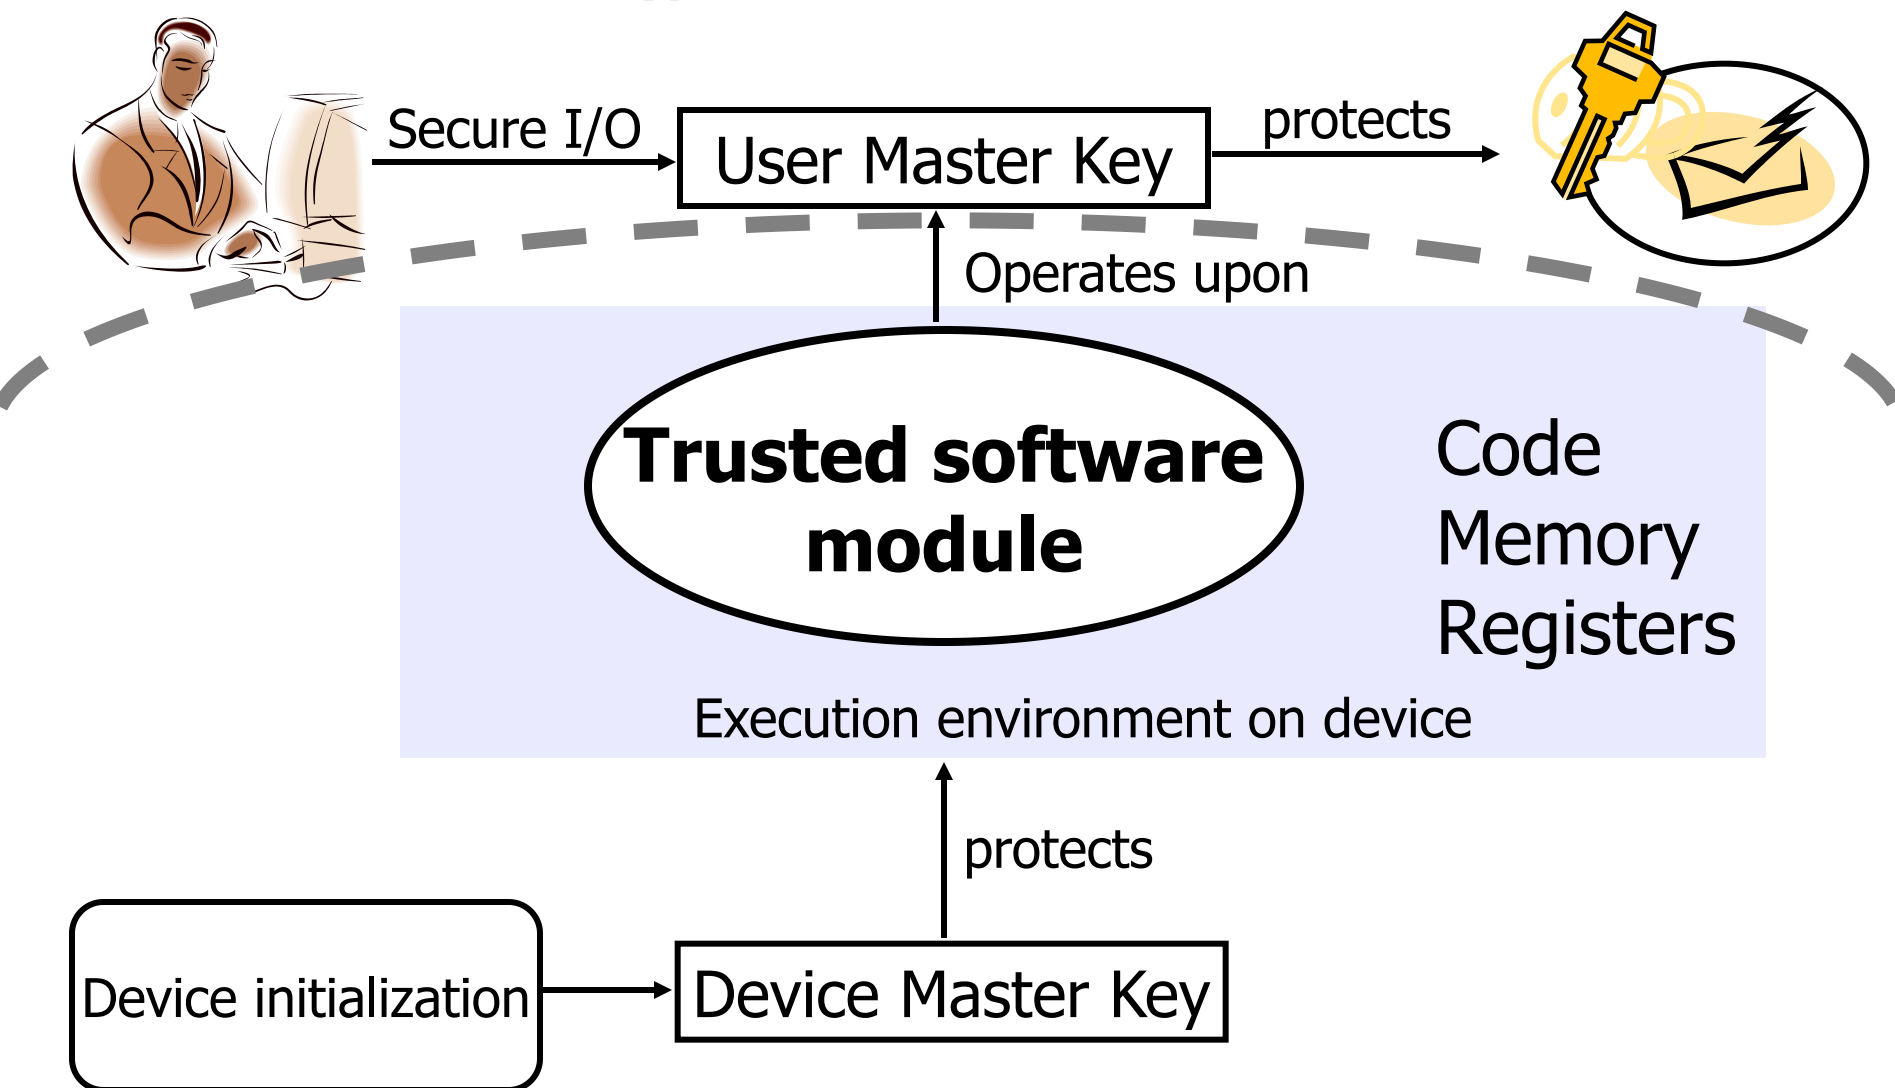 Secure I/O
User Master Key
protects
Operates upon
Trusted software
module
Code
Memory
Registers
Execution environment on device
protects
Device initialization
Device Master Key